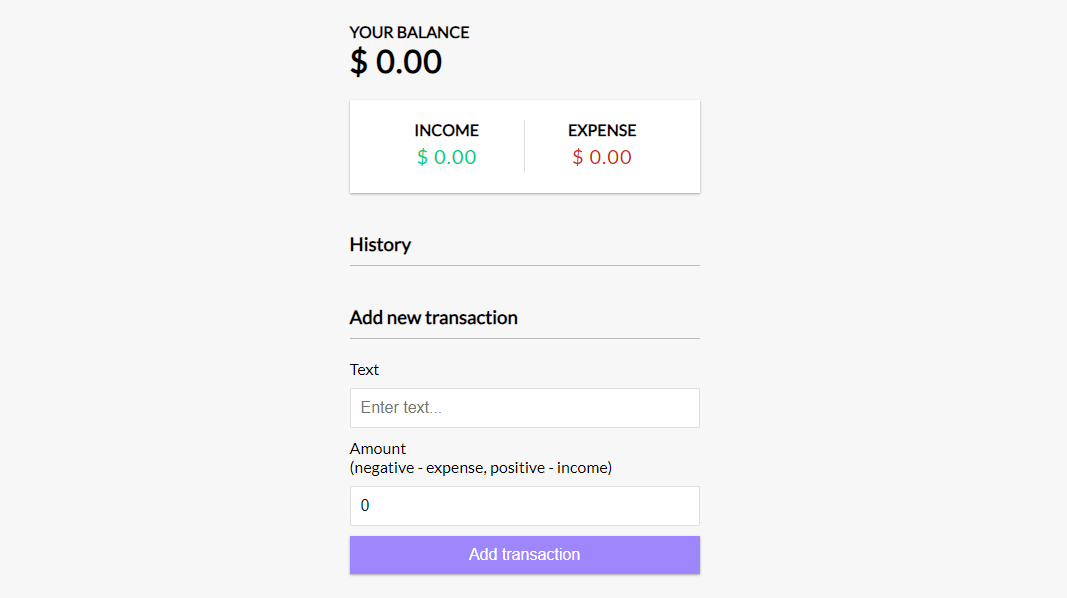 YOUR BALANCE
$ 0.00
INCOME
$ 0.00
EXPENSE
$ 0.00
History
Add new transaction
Text
Enter text...
Amount
(negative - expense, positive - income)
0
Add transaction